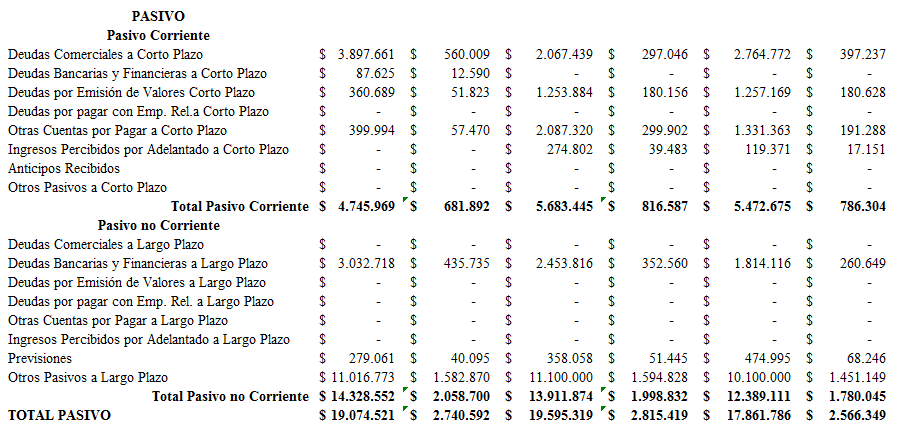 PASIVO
Pasivo Corriente
Deudas Comerciales a Corto Plazo $ 3.897.661 $ 560.009 $ 2.067.439 $ 297.046 $ 2.764.772 $ 397.237
Deudas Bancarias y Financieras a Corto Plazo $ 87.625 $ 12.590 $ - $ - $ - $ -
Deudas por Emisión de Valores Corto Plazo $ 360.689 $ 51.823 $ 1.253.884 $ 180.156 $ 1.257.169 $ 180.628
Deudas por pagar con Emp. Rel.a Corto Plazo $ - $ - $ - $ - $ - $ -
Otras Cuentas por Pagar a Corto Plazo $ 399.994 $ 57.470 $ 2.087.320 $ 299.902 $ 1.331.363 $ 191.288
Ingresos Percibidos por Adelantado a Corto Plazo $ - $ - $ 274.802 $ 39.483 $ 119.371 $ 17.151
Anticipos Recibidos $ - $ - $ - $ - $ - $ -
Otros Pasivos a Corto Plazo $ - $ - $ - $ - $ - $ -
Total Pasivo Corriente $ 4.745.969 $ 681.892 $ 5.683.445 $ 816.587 $ 5.472.675 $ 786.304
Pasivo no Corriente
Deudas Comerciales a Largo Plazo $ - $ - $ - $ - $ - $ -
Deudas Bancarias y Financieras a Largo Plazo $ 3.032.718 $ 435.735 $ 2.453.816 $ 352.560 $ 1.814.116 $ 260.649
Deudas por Emisión de Valores a Largo Plazo $ - $ - $ - $ - $ - $ -
Deudas por pagar con Emp. Rel. a Largo Plazo $ - $ - $ - $ - $ - $ -
Otras Cuentas por Pagar a Largo Plazo $ - $ - $ - $ - $ - $ -
Ingresos Percibidos por Adelantado a Largo Plazo $ - $ - $ - $ - $ - $ -
Previsiones $ 279.061 $ 40.095 $ 358.058 $ 51.445 $ 474.995 $ 68.246
Otros Pasivos a Largo Plazo $ 11.016.773 $ 1.582.870 $ 11.100.000 $ 1.594.828 $ 10.100.000 $ 1.451.149
Total Pasivo no Corriente $ 14.328.552 $ 2.058.700 $ 13.911.874 $ 1.998.832 $ 12.389.111 $ 1.780.045
TOTAL PASIVO $ 19.074.521 $ 2.740.592 $ 19.595.319 $ 2.815.419 $ 17.861.786 $ 2.566.349